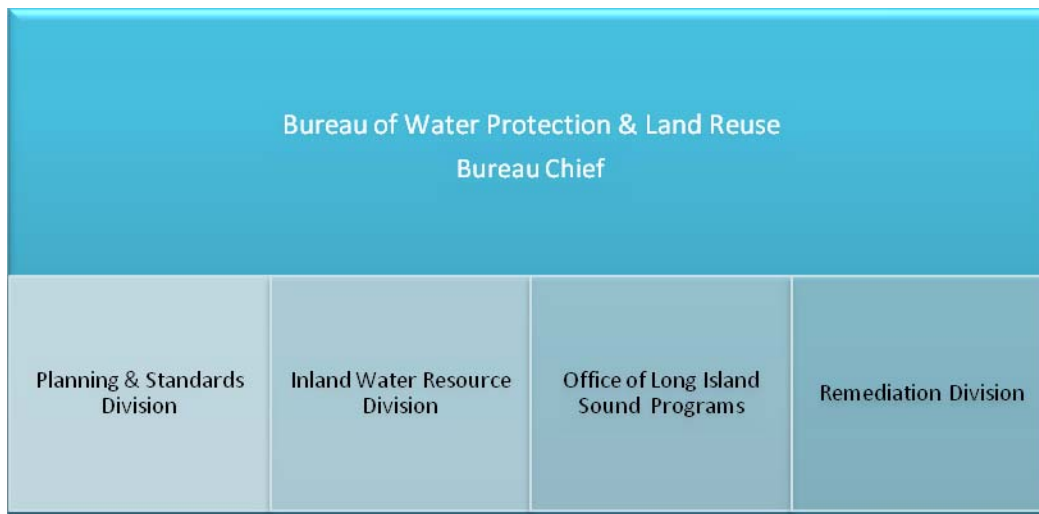 Bureau of Water Protection & Land Reuse
Bureau Chief
Planning & Standards
Division
Inland Water Resource
Division
Office of Long Island
Sound Programs
Remediation Division